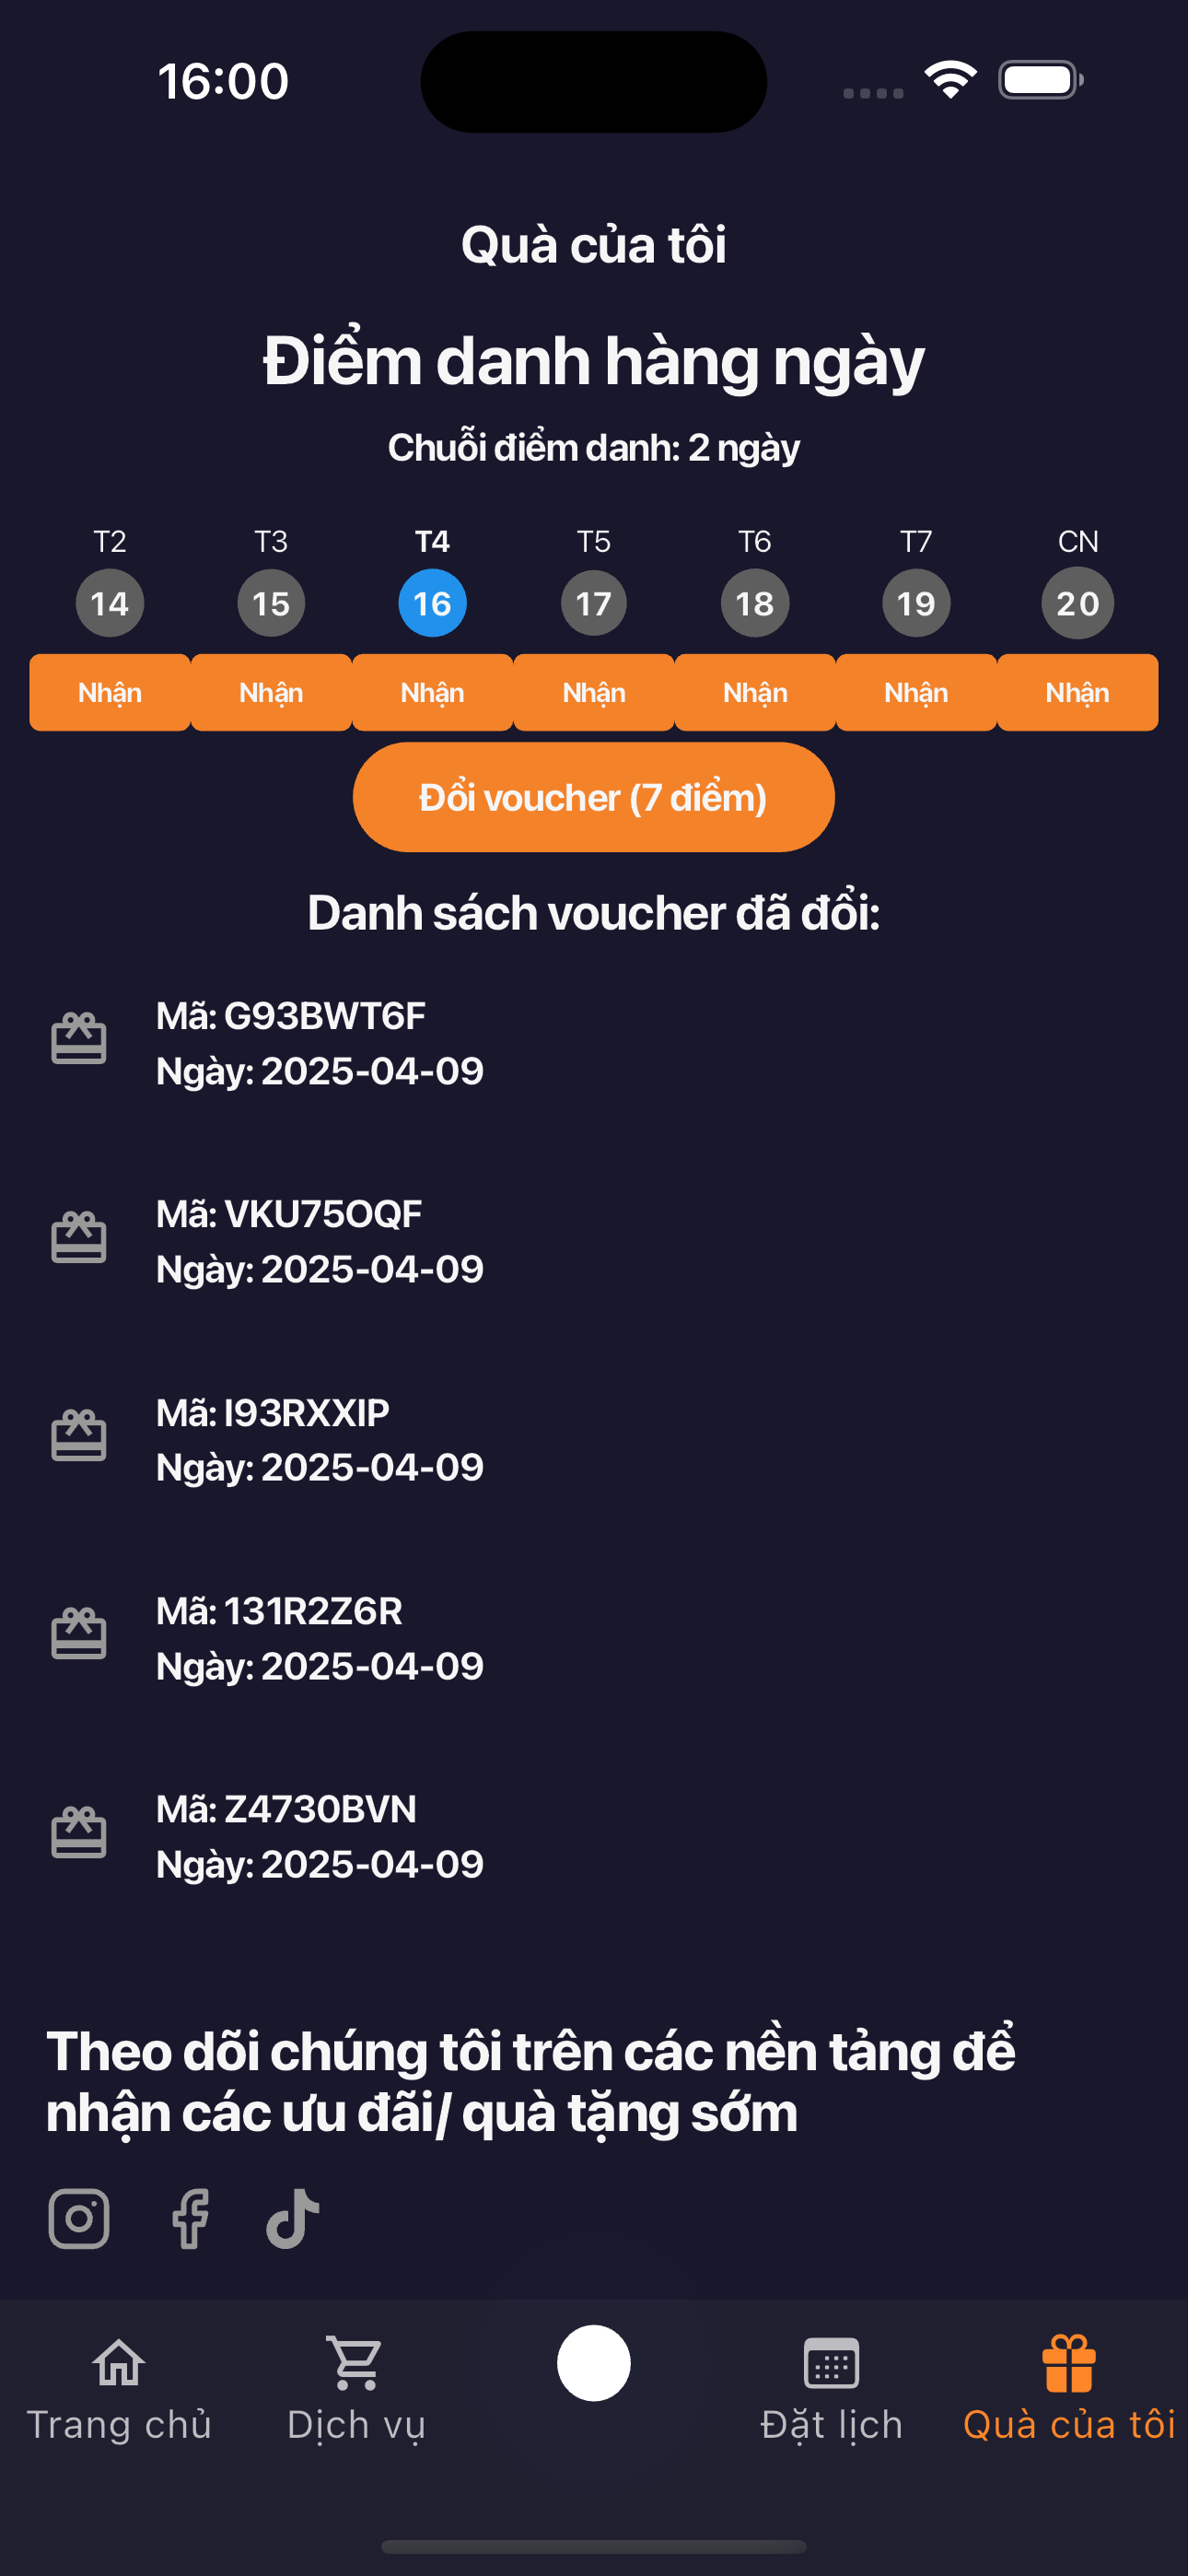 16:00
Quà của tôi
Điểm danh hàng ngày
Chuỗi điểm danh: 2 ngày
T2 T3 T4 T5 T6 T7 CN
14 15 16 17 18 19 20
Nhận Nhận Nhận Nhận Nhận Nhận Nhận
Đổi voucher (7 điểm)
Danh sách voucher đã đổi:
Mã: G93BWT6F
Ngày: 2025-04-09
Mã: VKU75OQF
Ngày: 2025-04-09
Mã: I93RXXIP
Ngày: 2025-04-09
Mã: 131R2Z6R
Ngày: 2025-04-09
Mã: Z4730BVN
Ngày: 2025-04-09
Theo dõi chúng tôi trên các nền tảng để
nhận các ưu đãi/ quà tặng sớm
Trang chủ Dịch vụ Đặt lịch Quà của tôi